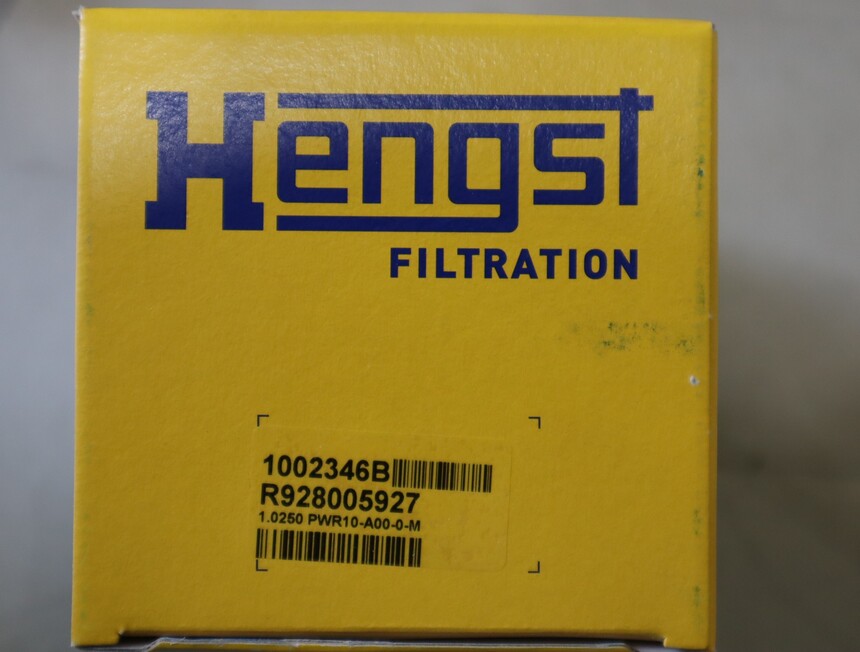 Hengst
FILTRATION
1002346B
R928005927
1.0250 PWR10-A00-0-M